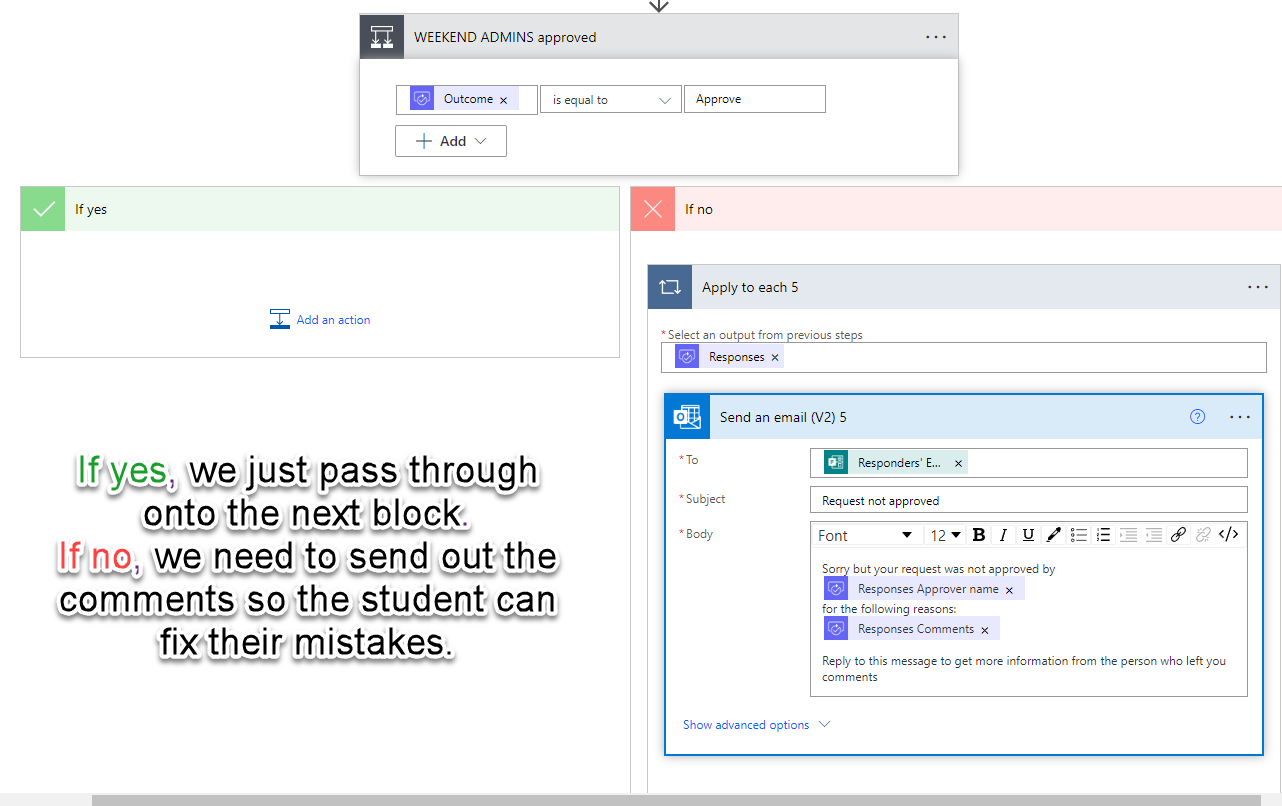 WEEKEND ADMINS approved
Outcome
is equal to
Approve
Add
If yes
Add an action
If no
Apply to each 5
* Select an output from previous steps
Responses
Send an email (V2) 5
* To
Responders' E...
* Subject
Request not approved
* Body
Font
12
B I U
Sorry but your request was not approved by
Responses Approver name
for the following reasons:
Responses Comments
Reply to this message to get more information from the person who left you
comments
Show advanced options
If yes, we just pass through
onto the next block.
If no, we need to send out the
comments so the student can
fix their mistakes.